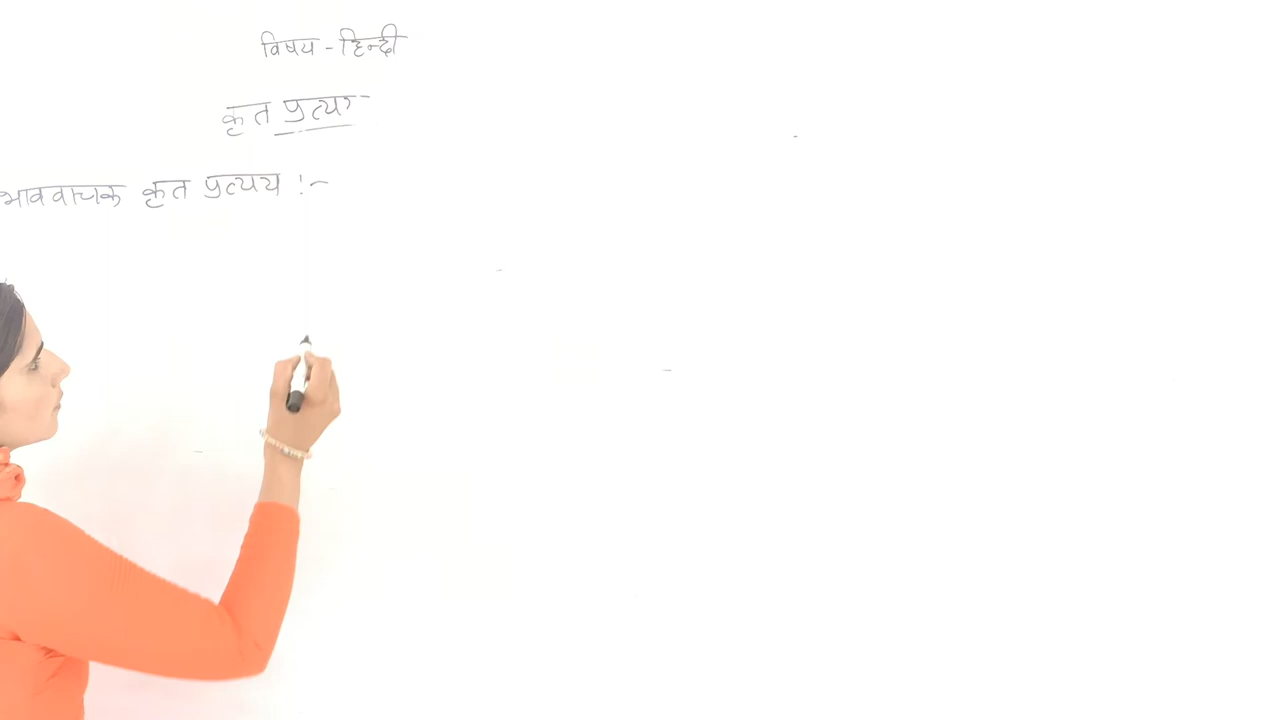 विषय - हिन्दी
कृत प्रत्यय
भाववाचक कृत प्रत्यय :-